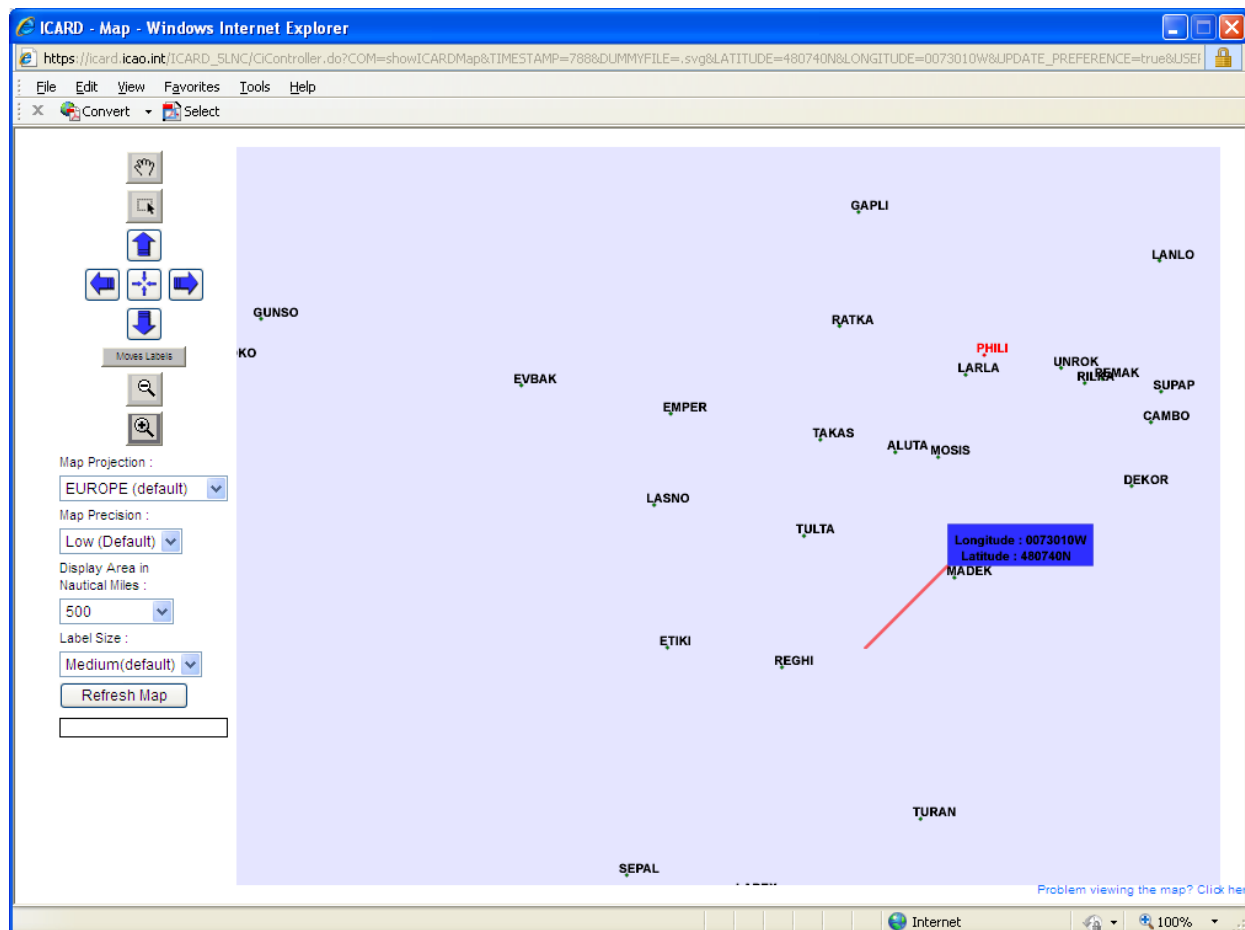 ICARD - Map - Windows Internet Explorer
https://icard.icao.int/ICARD_5LNC/CiController.do?COM=showICARDMap&TIMESTAMP=788&DUMMYFILE=.svg&LATITUDE=480740N&LONGITUDE=0073010W&UPDATE_PREFERENCE=true&USEF
File Edit View Favorites Tools Help
X Convert Select
Moves Labels
Map Projection :
EUROPE (default)
Map Precision :
Low (Default)
Display Area in
Nautical Miles :
500
Label Size :
Medium(default)
Refresh Map
GAPLI
LANLO
GUNSO
RATKA
OKO
PHILI
LARLA
UNROK
REMAK
EVBAK
SUPAP
EMPER
CAMBO
TAKAS
ALUTA
MOSIS
DEKOR
LASNO
TULTA
Longitude : 0073010W
Latitude : 480740N
MADEK
ETIKI
REGHI
TURAN
SEPAL
Problem viewing the map? Click her
Internet
100%